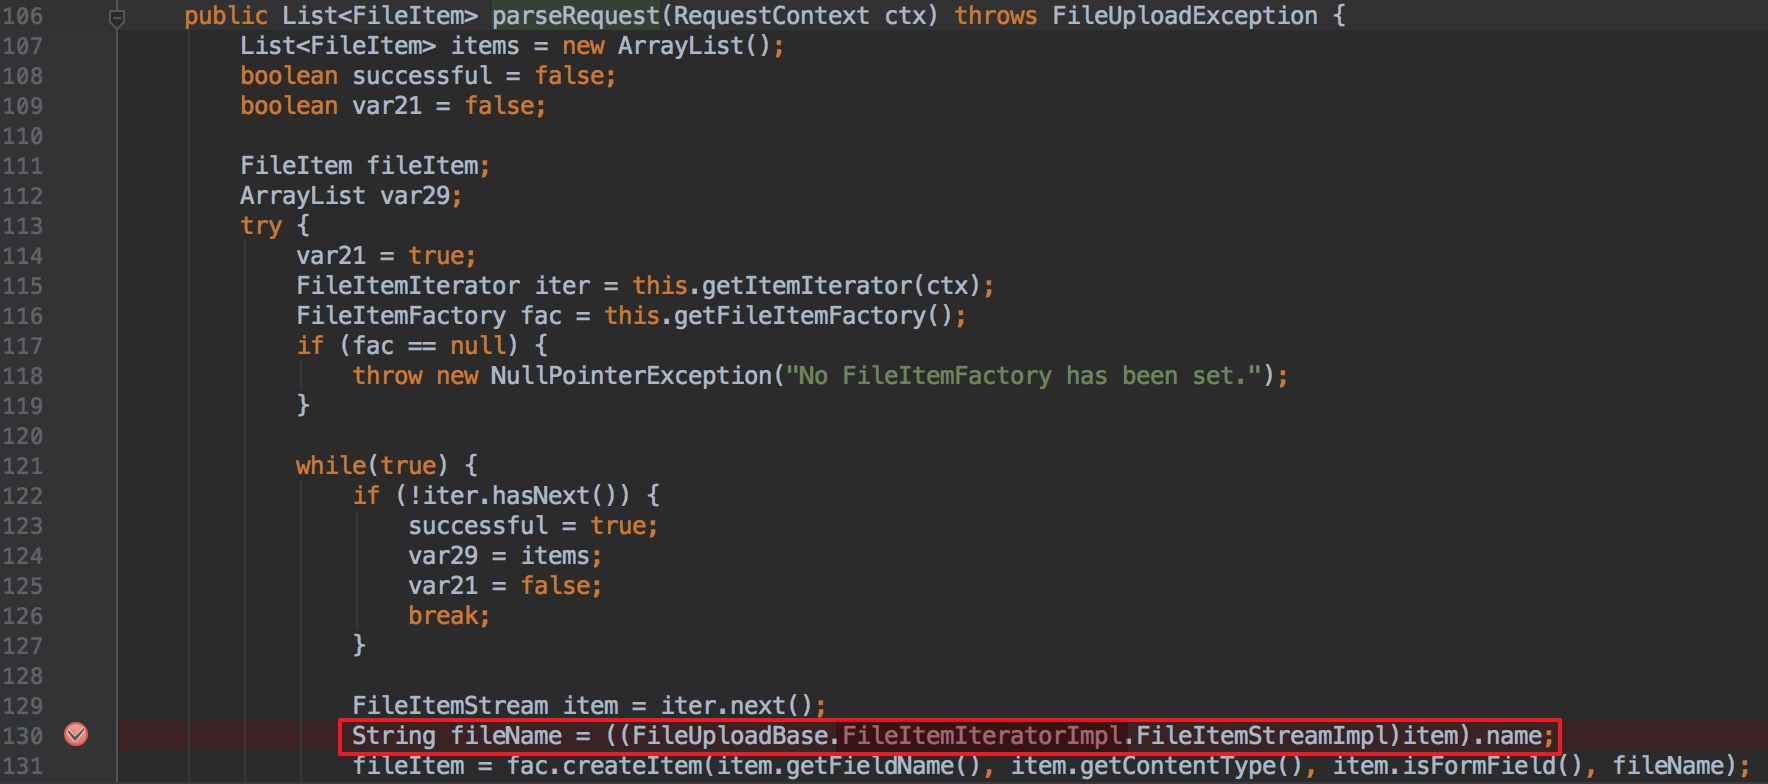 106 public List<FileItem> parseRequest(RequestContext ctx) throws FileUploadException {
107 List<FileItem> items = new ArrayList();
108 boolean successful = false;
109 boolean var21 = false;
110
111 FileItem fileItem;
112 ArrayList var29;
113 try {
114 var21 = true;
115 FileItemIterator iter = this.getItemIterator(ctx);
116 FileItemFactory fac = this.getFileItemFactory();
117 if (fac == null) {
118 throw new NullPointerException("No FileItemFactory has been set.");
119 }
120
121 while(true) {
122 if (!iter.hasNext()) {
123 successful = true;
124 var29 = items;
125 var21 = false;
126 break;
127 }
128
129 FileItemStream item = iter.next();
130 String fileName = ((FileUploadBase.FileItemIteratorImpl.FileItemStreamImpl)item).name;
131 fileItem = fac.createItem(item.getFieldName(), item.getContentType(), item.isFormField(), fileName);